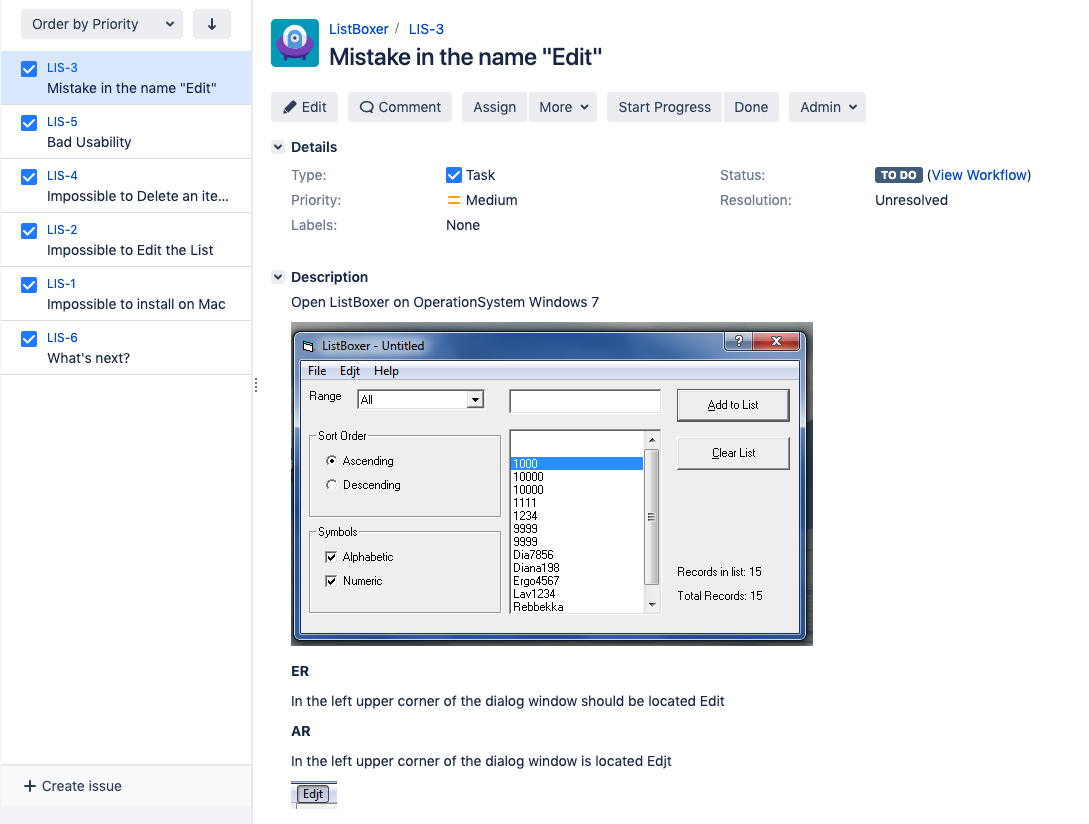 Order by Priority
LIS-3
Mistake in the name "Edit"
LIS-5
Bad Usability
LIS-4
Impossible to Delete an ite...
LIS-2
Impossible to Edit the List
LIS-1
Impossible to install on Mac
LIS-6
What's next?
+ Create issue
ListBoxer / LIS-3
Mistake in the name "Edit"
Edit Comment Assign More Start Progress Done Admin
Details
Type: Task Status: TO DO (View Workflow)
Priority: Medium Resolution: Unresolved
Labels: None
Description
Open ListBoxer on OperationSystem Windows 7
ListBoxer - Untitled ? X
File Edjt Help
Range All Add to List
Sort Order Clear List
Ascending
Descending
Symbols
Alphabetic
Numeric
1000
10000
10000
1111
1234
9999
9999
Dia7856
Diana198
Ergo4567
Lav1234
Rebbekka
Records in list: 15
Total Records: 15
ER
In the left upper corner of the dialog window should be located Edit
AR
In the left upper corner of the dialog window is located Edjt
Edjt